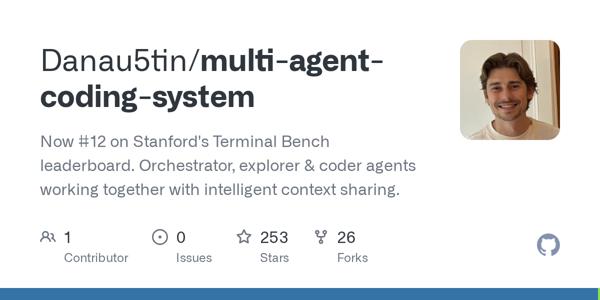 Danau5tin/multi-agent-
coding-system
Now #12 on Stanford's Terminal Bench
leaderboard. Orchestrator, explorer & coder agents
working together with intelligent context sharing.
1 0 253 26
Contributor Issues Stars Forks